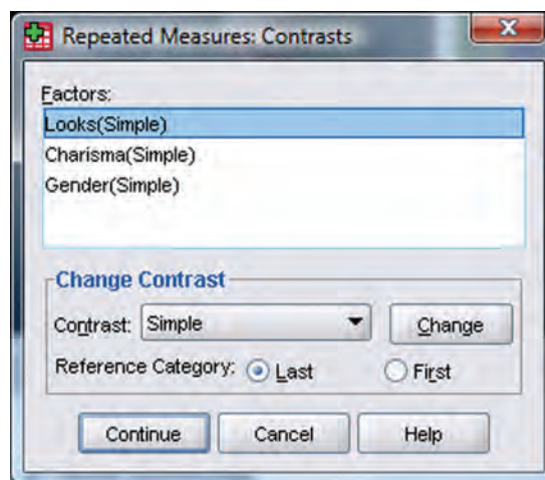 Repeated Measures: Contrasts
Factors:
Looks(Simple)
Charisma(Simple)
Gender(Simple)
Change Contrast
Contrast: Simple Change
Reference Category: Last First
Continue Cancel Help